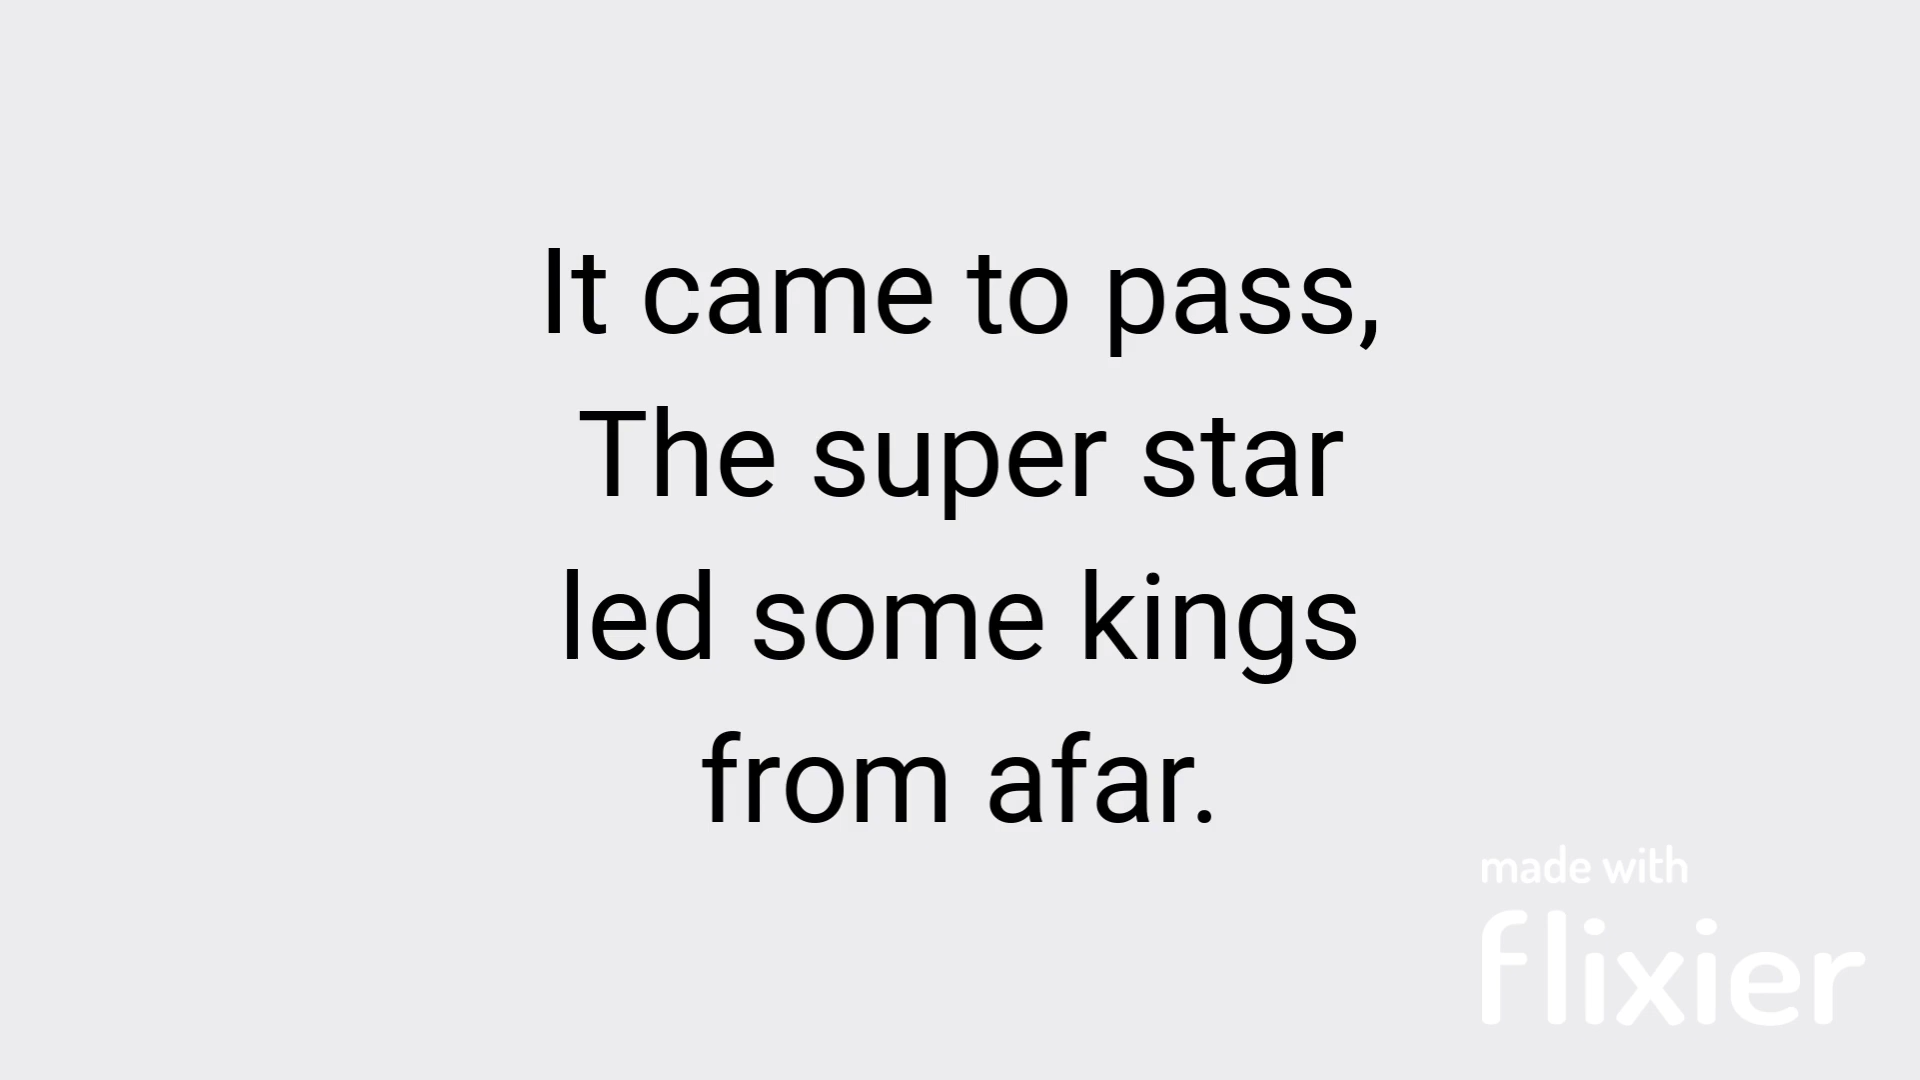 It came to pass,
The super star
led some kings
from afar.
made with
flixier